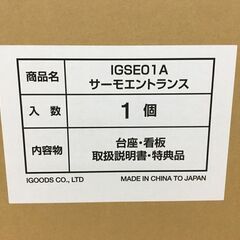 商品名
IGSE01A
サーモエントランス
入数
1個
内容物
台座・看板
取扱説明書・特典品
IGOODS CO., LTD
MADE IN CHINA TO JAPAN